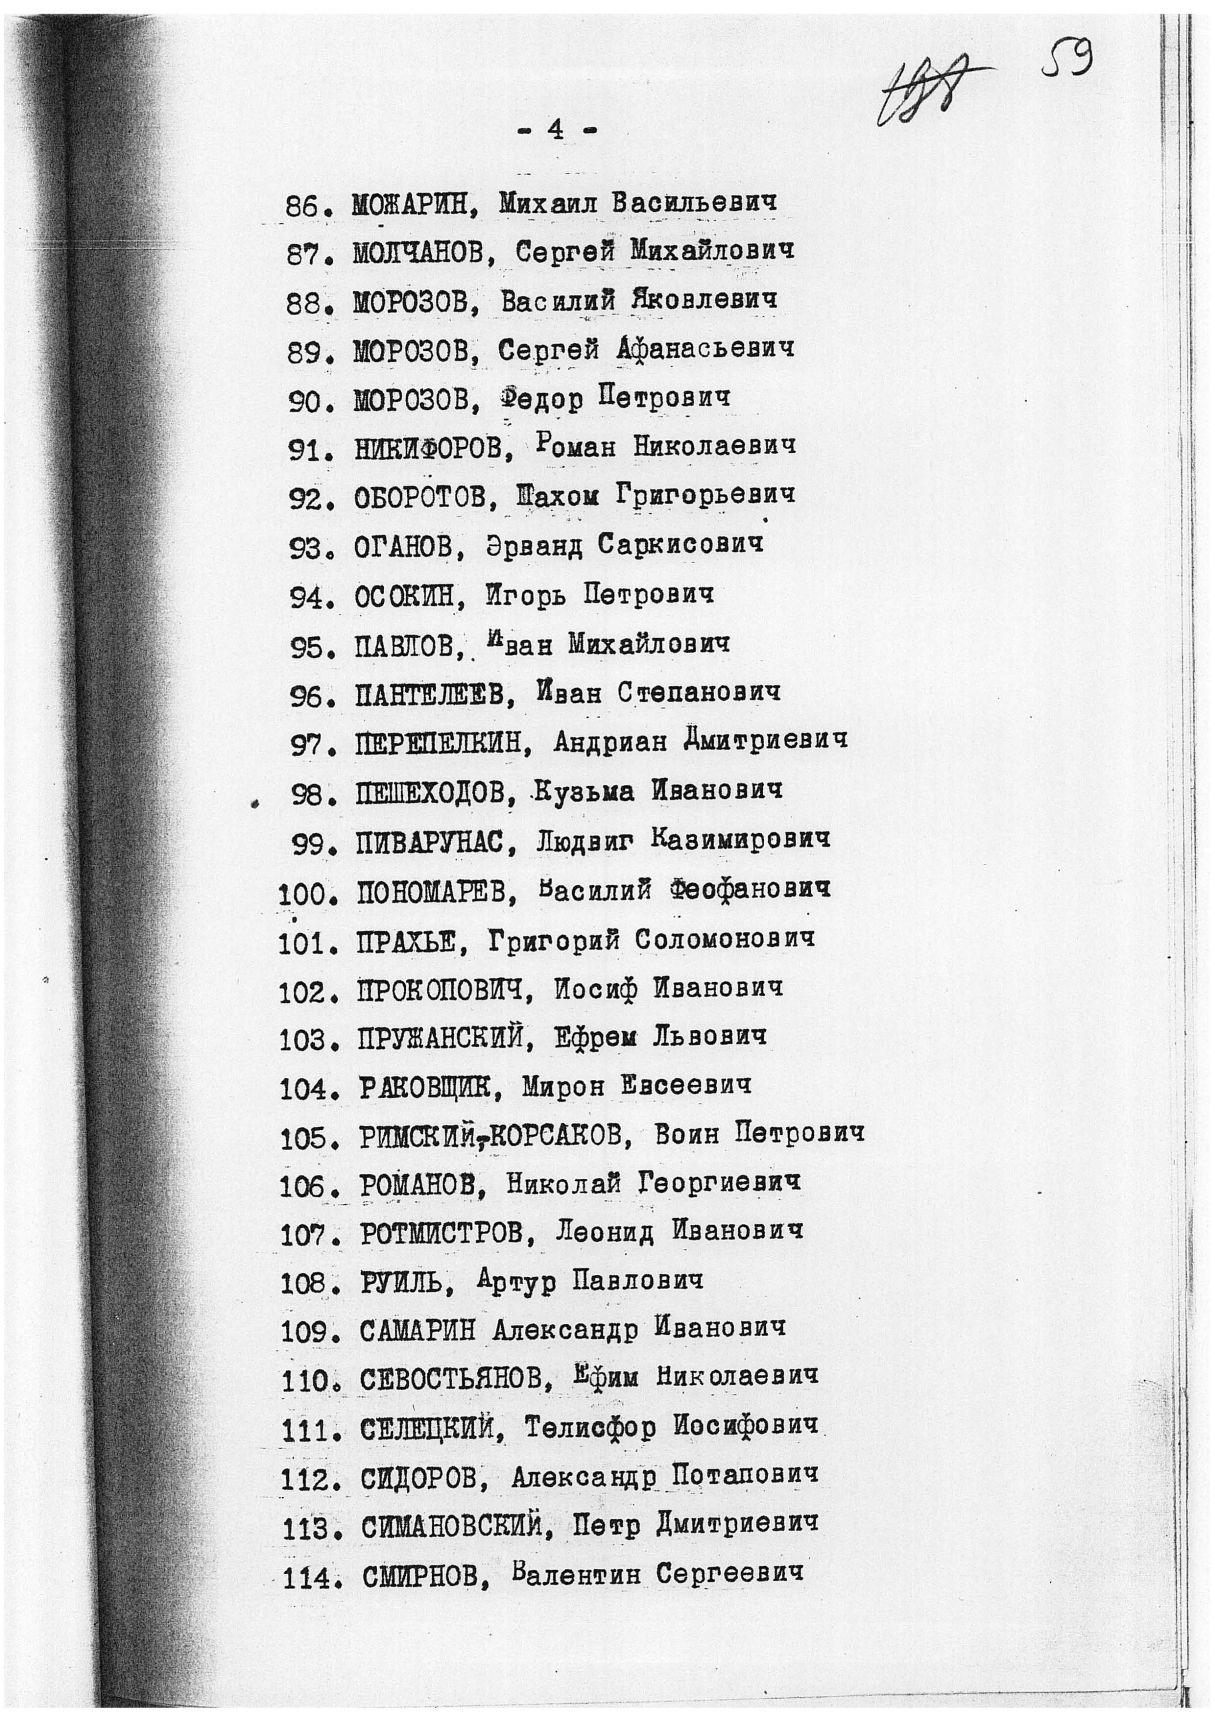 59
- 4 -
86. МОЖАРИН, Михаил Васильевич
87. МОЛЧАНОВ, Сергей Михайлович
88. МОРОЗОВ, Василий Яковлевич
89. МОРОЗОВ, Сергей Афанасьевич
90. МОРОЗОВ, Федор Петрович
91. НИКИФОРОВ, Роман Николаевич
92. ОБОРОТОВ, Пахом Григорьевич
93. ОГАНОВ, Эрванд Саркисович
94. ОСОКИН, Игорь Петрович
95. ПАВЛОВ, Иван Михайлович
96. ПАНТЕЛЕЕВ, Иван Степанович
97. ПЕРЕПЕЛКИН, Андриан Дмитриевич
98. ПЕШЕХОДОВ, Кузьма Иванович
99. ПИВАРУНАС, Людвиг Казимирович
100. ПОНОМАРЕВ, Василий Феофанович
101. ПРАХЬЕ, Григорий Соломонович
102. ПРОКОПОВИЧ, Иосиф Иванович
103. ПРУЖАНСКИЙ, Ефрем Львович
104. РАКОВЩИК, Мирон Евсеевич
105. РИМСКИЙ-КОРСАКОВ, Воин Петрович
106. РОМАНОВ, Николай Георгиевич
107. РОТМИСТРОВ, Леонид Иванович
108. РУИЛЬ, Артур Павлович
109. САМАРИН Александр Иванович
110. СЕВОСТЬЯНОВ, Ефим Николаевич
111. СЕЛЕЦКИЙ, Телисфор Иосифович
112. СИДОРОВ, Александр Потапович
113. СИМАНОВСКИЙ, Петр Дмитриевич
114. СМИРНОВ, Валентин Сергеевич